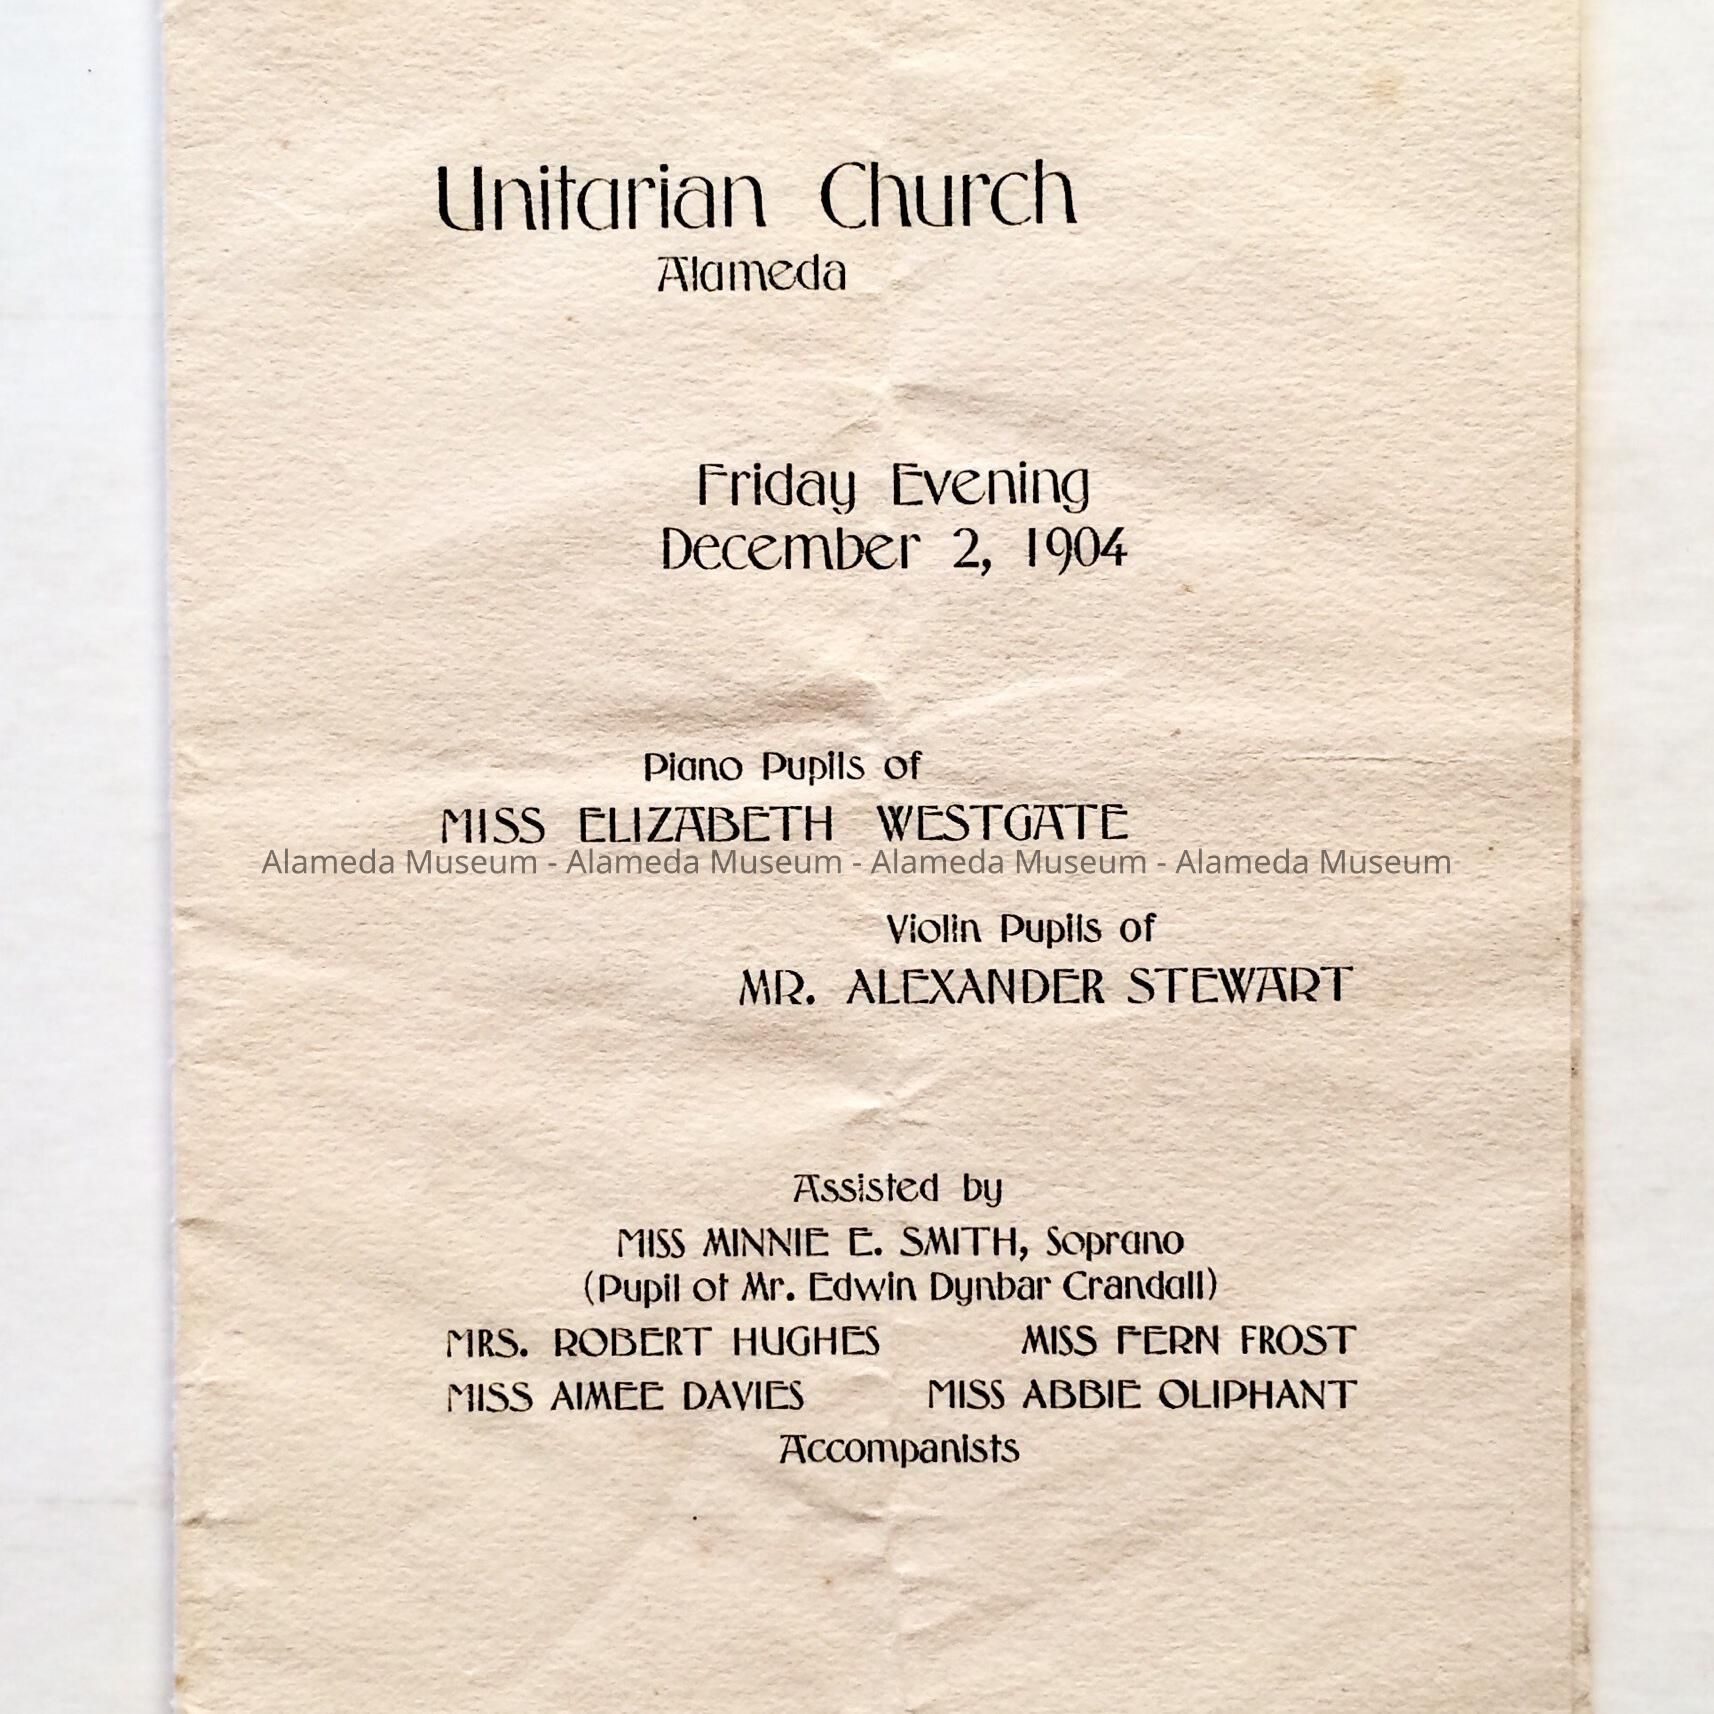 Unitarian Church
Alameda
Friday Evening
December 2, 1904
Piano Pupils of
MISS ELIZABETH WESTGATE
Alameda Museum - Alameda Museum - Alameda Museum - Alameda Museum
Violin Pupils of
MR. ALEXANDER STEWART
Assisted by
MISS MINNIE E. SMITH, Soprano
(Pupil of Mr. Edwin Dynbar Crandall)
MRS. ROBERT HUGHES MISS FERN FROST
MISS AIMEE DAVIES MISS ABBIE OLIPHANT
Accompanists